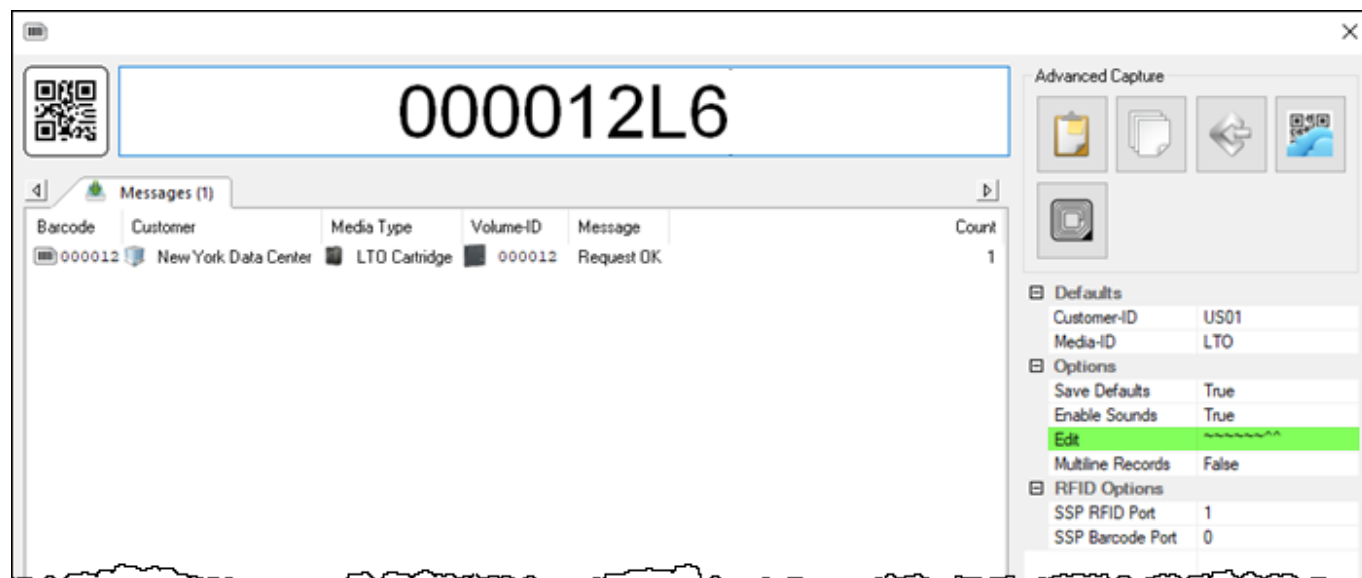 000012L6
Advanced Capture
Messages (1)
Barcode Customer Media Type Volume-ID Message Count
000012 New York Data Center LTO Cartridge 000012 Request OK 1
Defaults
Customer-ID US01
Media-ID LTO
Options
Save Defaults True
Enable Sounds True
Edit ~~~~~~^^
Multiline Records False
RFID Options
SSP RFID Port 1
SSP Barcode Port 0